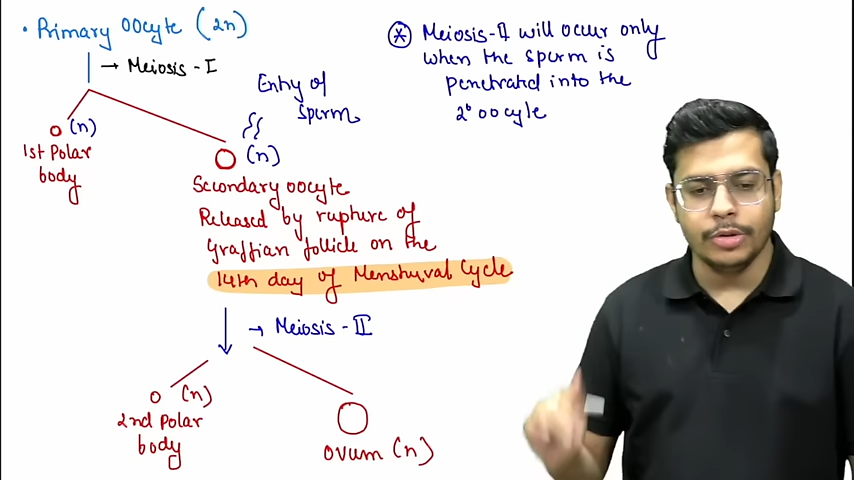 • Primary oocyte (2n)
→ Meiosis - I
(n)
1st Polar
body
Entry of
sperm
(n)
Secondary oocyte
Released by rupture of
Graffian follicle on the
14th day of Menstrual Cycle
→ Meiosis - II
(n)
2nd Polar
body
ovum (n)
* Meiosis-II will occur only
when the sperm is
penetrated into the
2° oocyte